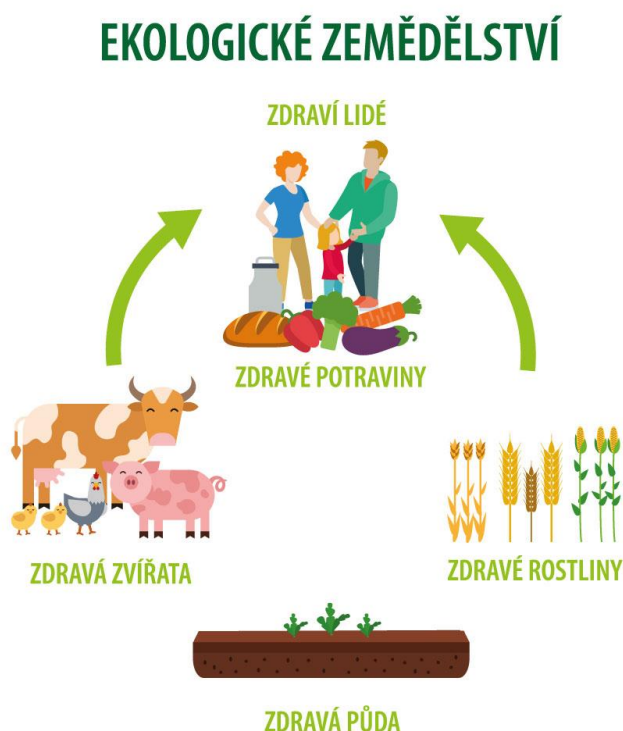 EKOLOGICKÉ ZEMĚDĚLSTVÍ
ZDRAVÍ LIDÉ
ZDRAVÉ POTRAVINY
ZDRAVÁ ZVÍŘATA
ZDRAVÉ ROSTLINY
ZDRAVÁ PŮDA